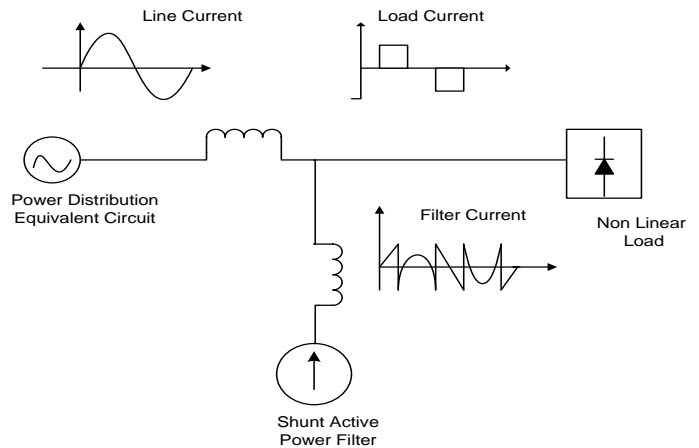 Line Current
Load Current
Power Distribution
Equivalent Circuit
Filter Current
Non Linear
Load
Shunt Active
Power Filter